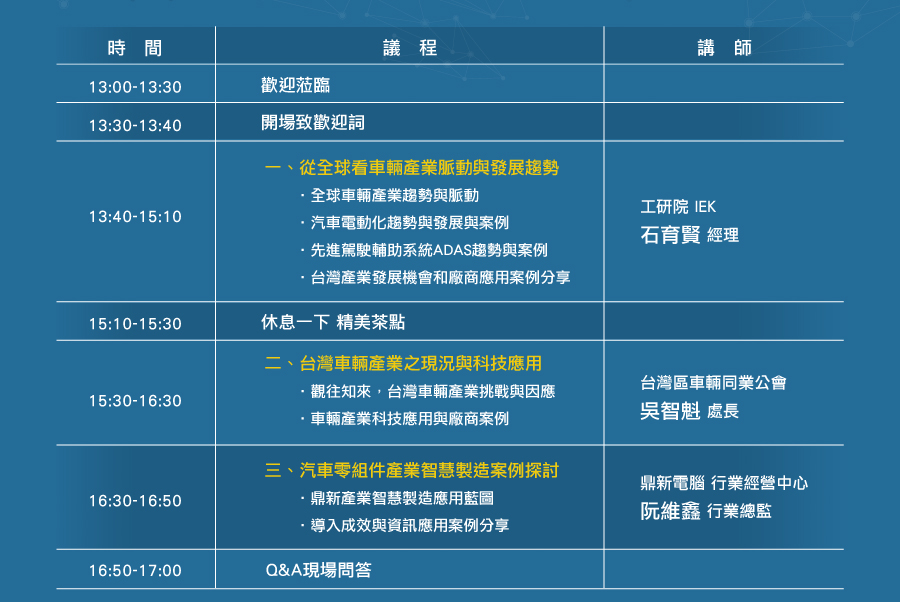 時 間 議 程 講 師
13:00-13:30 歡迎蒞臨
13:30-13:40 開場致歡迎詞
13:40-15:10
一、從全球看車輛產業脈動與發展趨勢
・全球車輛產業趨勢與脈動
・汽車電動化趨勢與發展與案例
・先進駕駛輔助系統ADAS趨勢與案例
・台灣產業發展機會和廠商應用案例分享
工研院 IEK
石育賢 經理
15:10-15:30 休息一下 精美茶點
15:30-16:30
二、台灣車輛產業之現況與科技應用
・觀往知來，台灣車輛產業挑戰與因應
・車輛產業科技應用與廠商案例
台灣區車輛同業公會
吳智魁 處長
16:30-16:50
三、汽車零組件產業智慧製造案例探討
・鼎新產業智慧製造應用藍圖
・導入成效與資訊應用案例分享
鼎新電腦 行業經營中心
阮維鑫 行業總監
16:50-17:00 Q&A現場問答